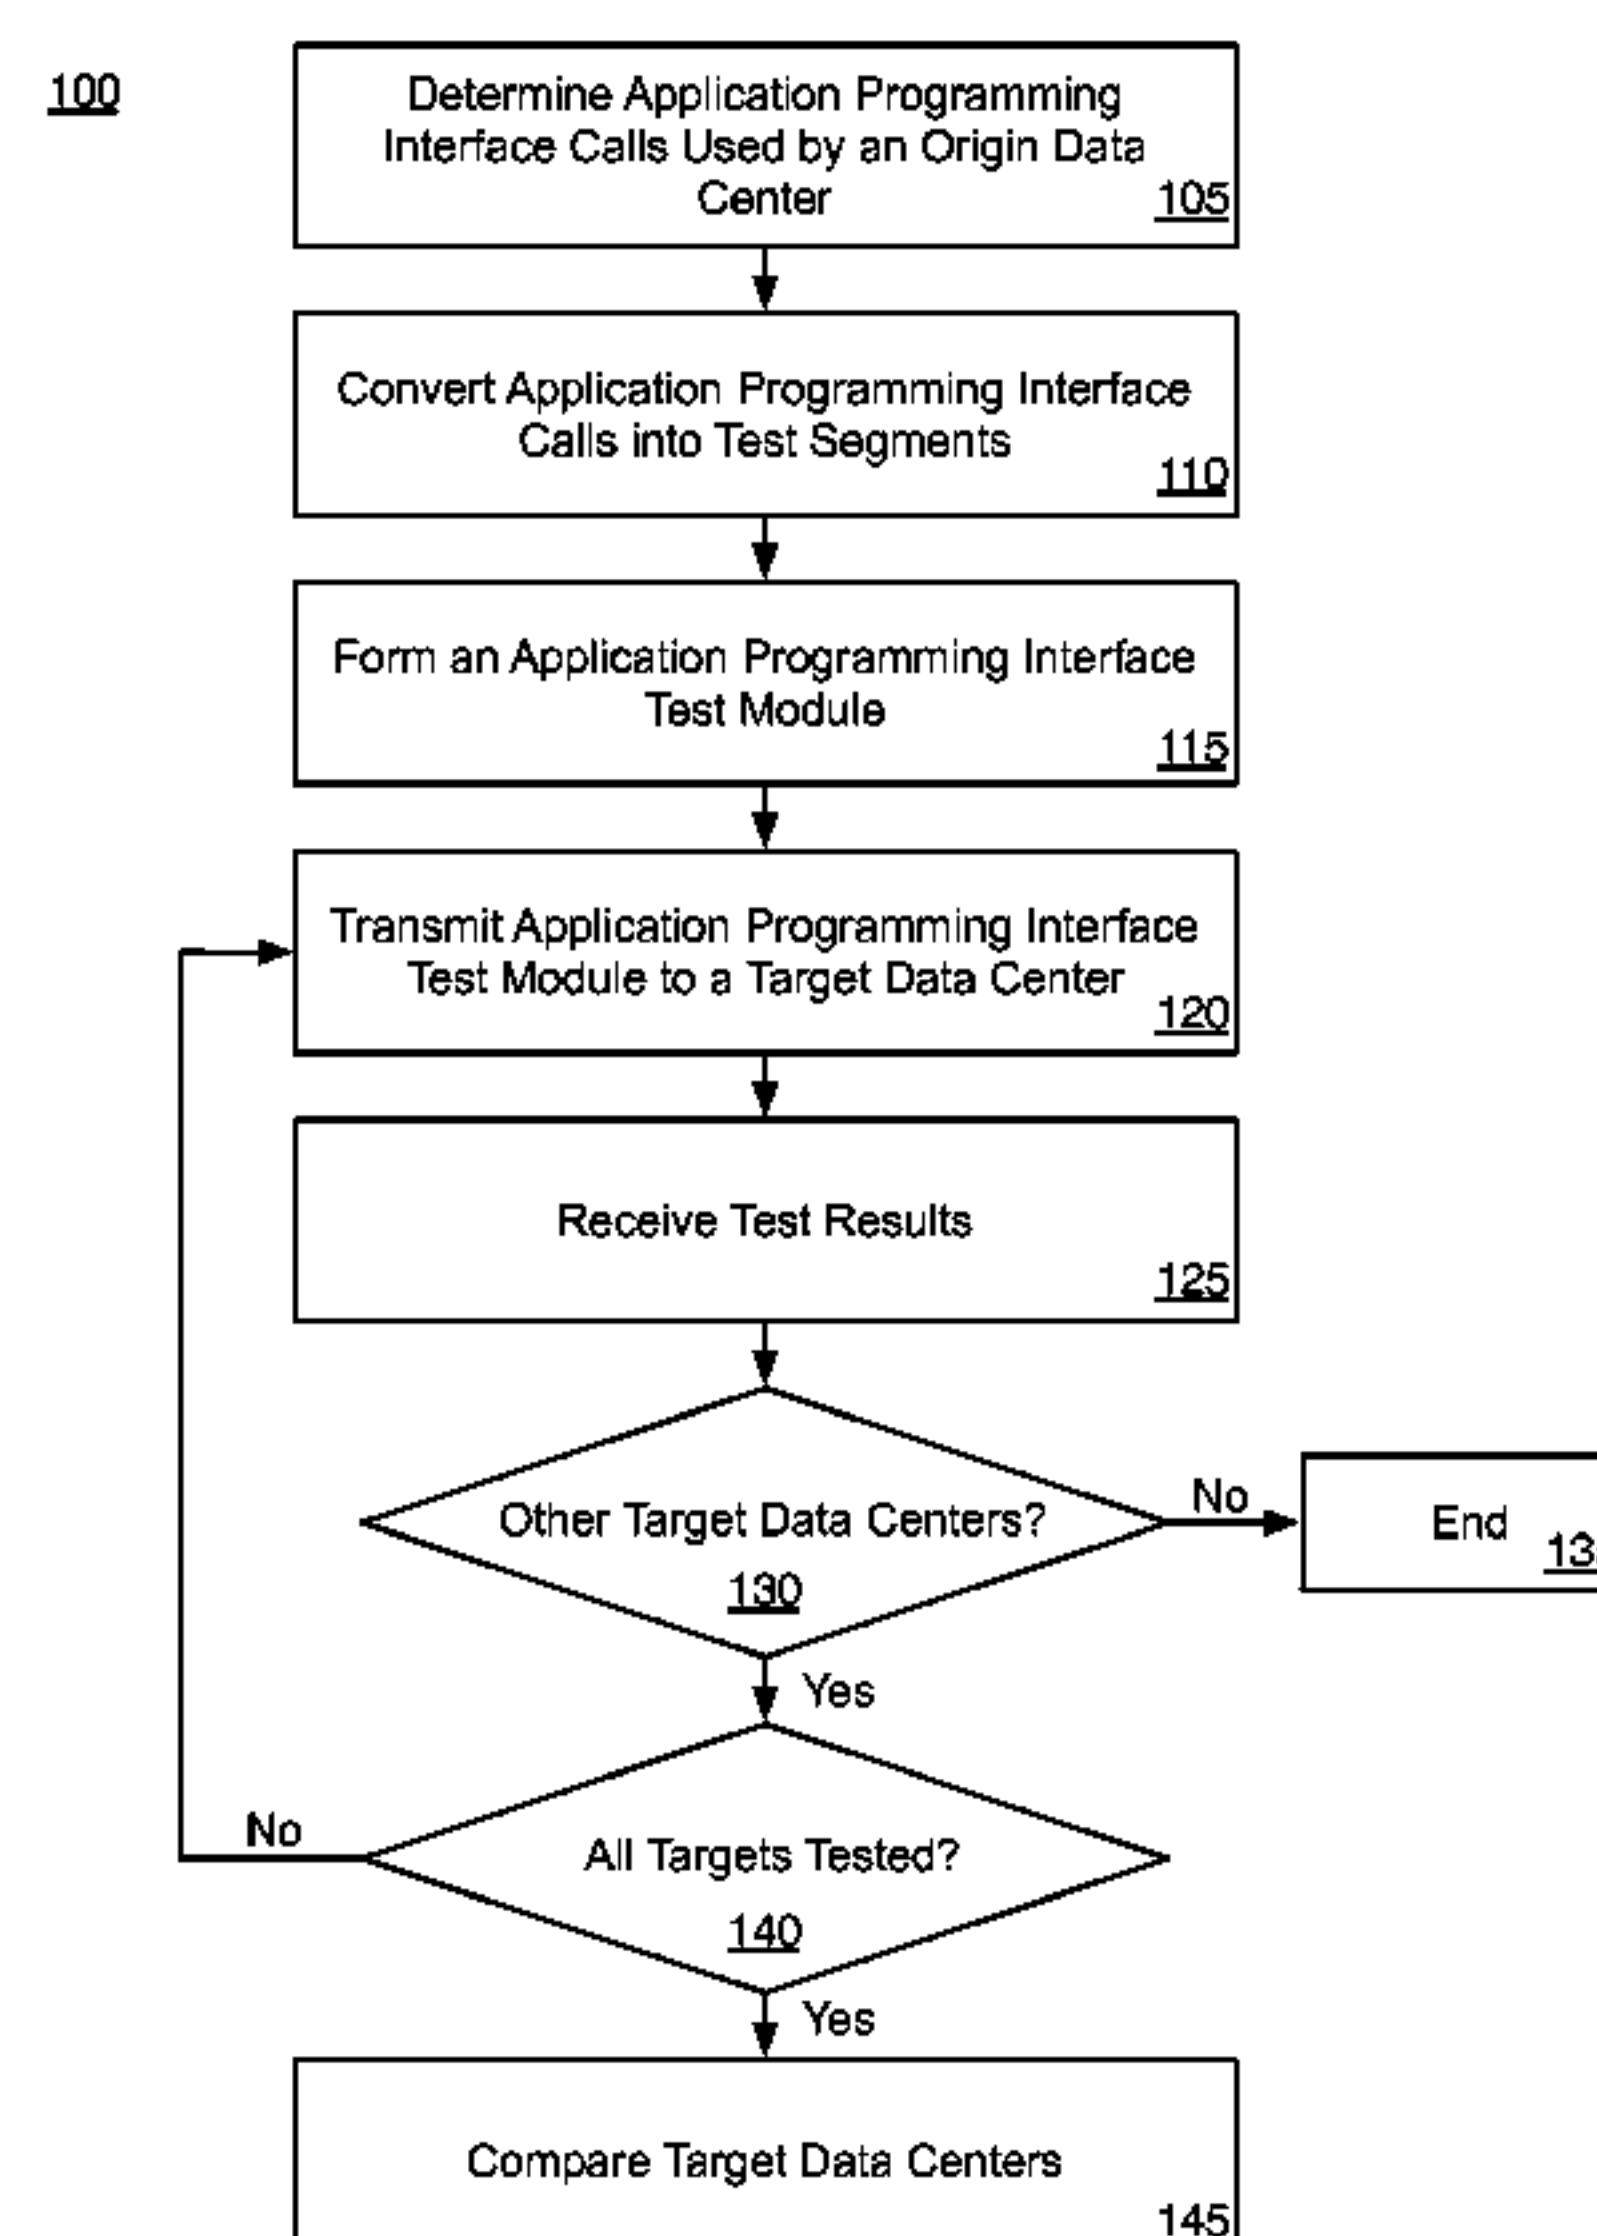 100
Determine Application Programming
Interface Calls Used by an Origin Data
Center
105
Convert Application Programming Interface
Calls into Test Segments
110
Form an Application Programming Interface
Test Module
115
Transmit Application Programming Interface
Test Module to a Target Data Center
120
Receive Test Results
125
Other Target Data Centers?
130
No
End
Yes
All Targets Tested?
140
No
Yes
Compare Target Data Centers
145